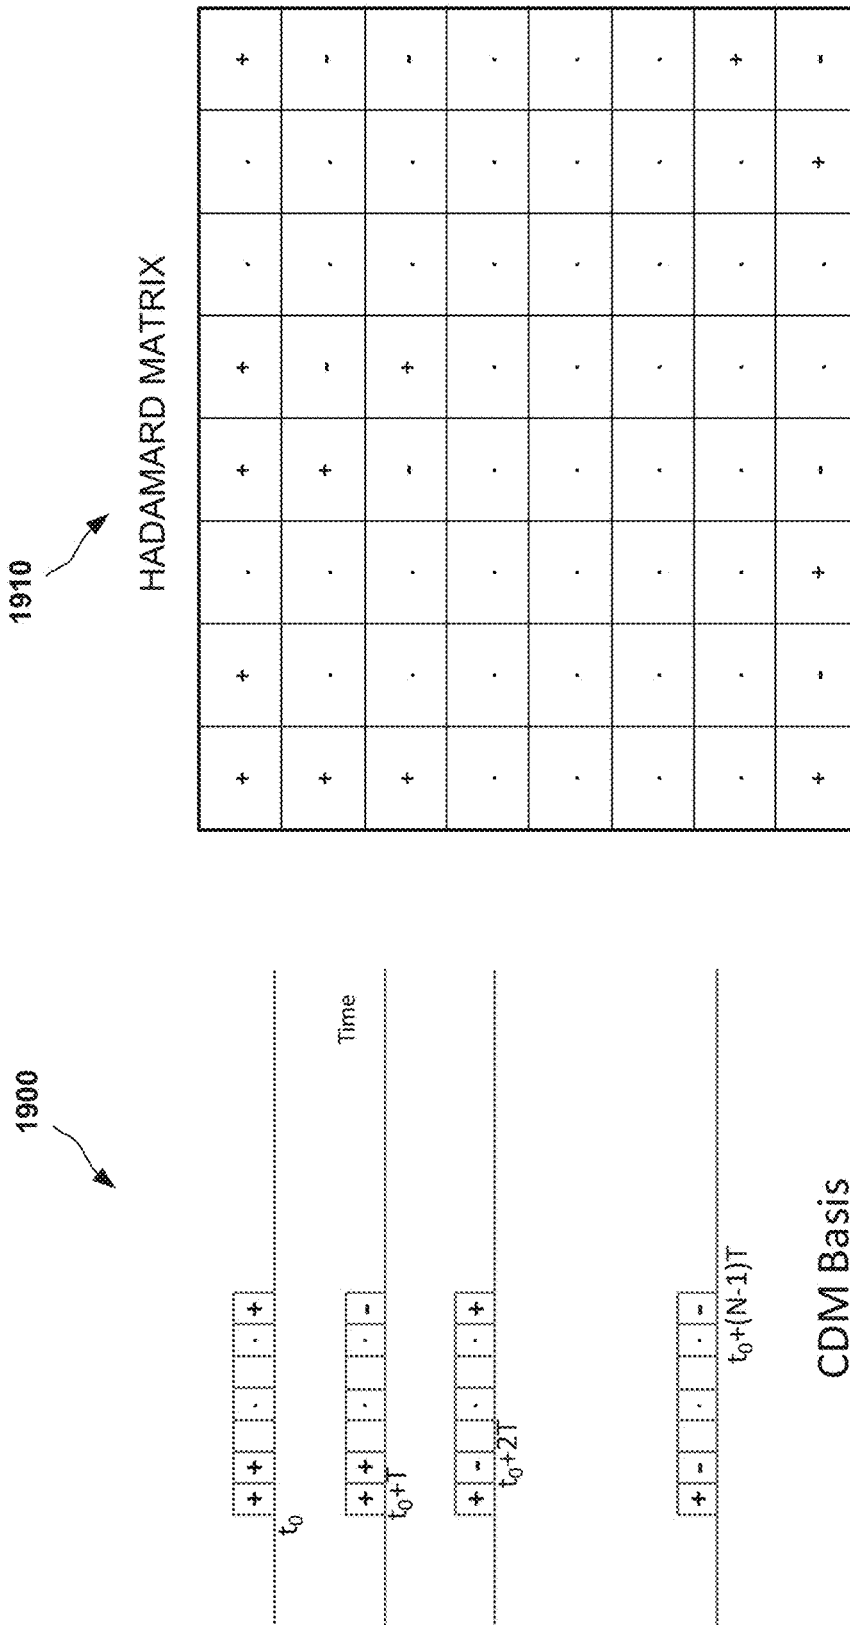 1900
1910
HADAMARD MATRIX
+ + . . +
t₀
Time
+ + . . -
t₀+T
+ - . . +
t₀+2T
+ - . . -
t₀+(N-1)T
CDM Basis
+ + . + + . . +
+ . . + - . . -
+ . . - + . . -
. . . . . . . .
. . . . . . . .
. . . . . . . .
. . . . . . . +
+ - + - . . + -